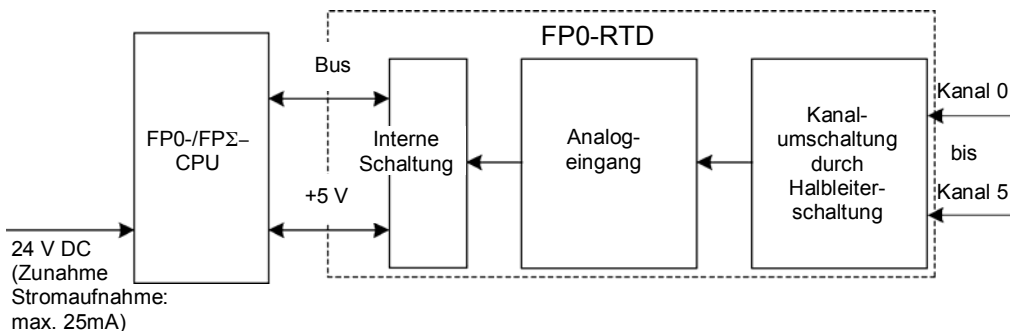 FP0-RTD
Bus
FP0-/FPΣ–
CPU
+5 V
Interne
Schaltung
Analog-
eingang
Kanal-
umschaltung
durch
Halbleiter-
schaltung
Kanal 0
bis
Kanal 5
24 V DC
(Zunahme
Stromaufnahme:
max. 25mA)